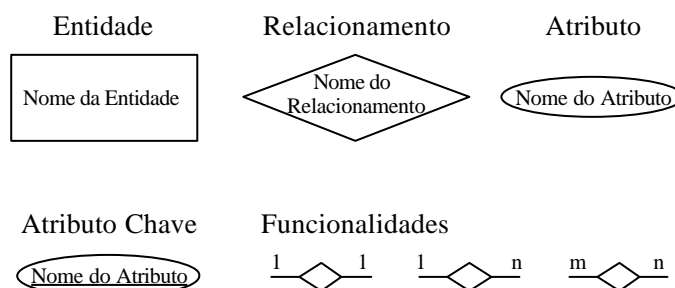 Entidade
Relacionamento
Atributo
Nome da Entidade
Nome do
Relacionamento
Nome do Atributo
Atributo Chave
Funcionalidades
Nome do Atributo
1 1
1 n
m n